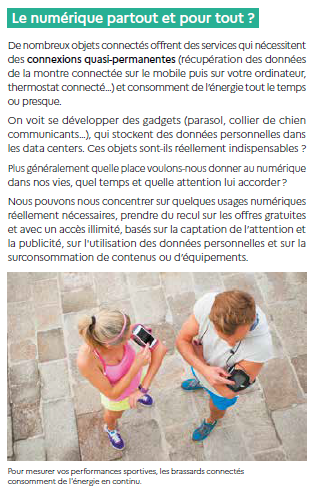 Le numérique partout et pour tout ?
De nombreux objets connectés offrent des services qui nécessitent
des connexions quasi-permanentes (récupération des données
de la montre connectée sur le mobile puis sur votre ordinateur,
thermostat connecté...) et consomment de l'énergie tout le temps
ou presque.
On voit se développer des gadgets (parasol, collier de chien
communicants...), qui stockent des données personnelles dans
les data centers. Ces objets sont-ils réellement indispensables ?
Plus généralement quelle place voulons-nous donner au numérique
dans nos vies, quel temps et quelle attention lui accorder ?
Nous pouvons nous concentrer sur quelques usages numériques
réellement nécessaires, prendre du recul sur les offres gratuites
et avec un accès illimité, basés sur la captation de l'attention et
la publicité, sur l'utilisation des données personnelles et sur la
surconsommation de contenus ou d'équipements.
Pour mesurer vos performances sportives, les brassards connectés
consomment de l'énergie en continu.